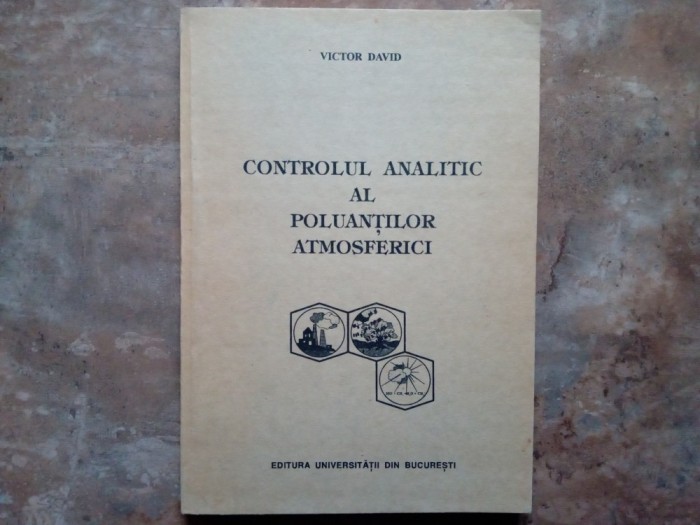 VICTOR DAVID
CONTROLUL ANALITIC
AL
POLUANȚILOR
ATMOSFERICI
EDITURA UNIVERSITĂȚII DIN BUCUREȘTI